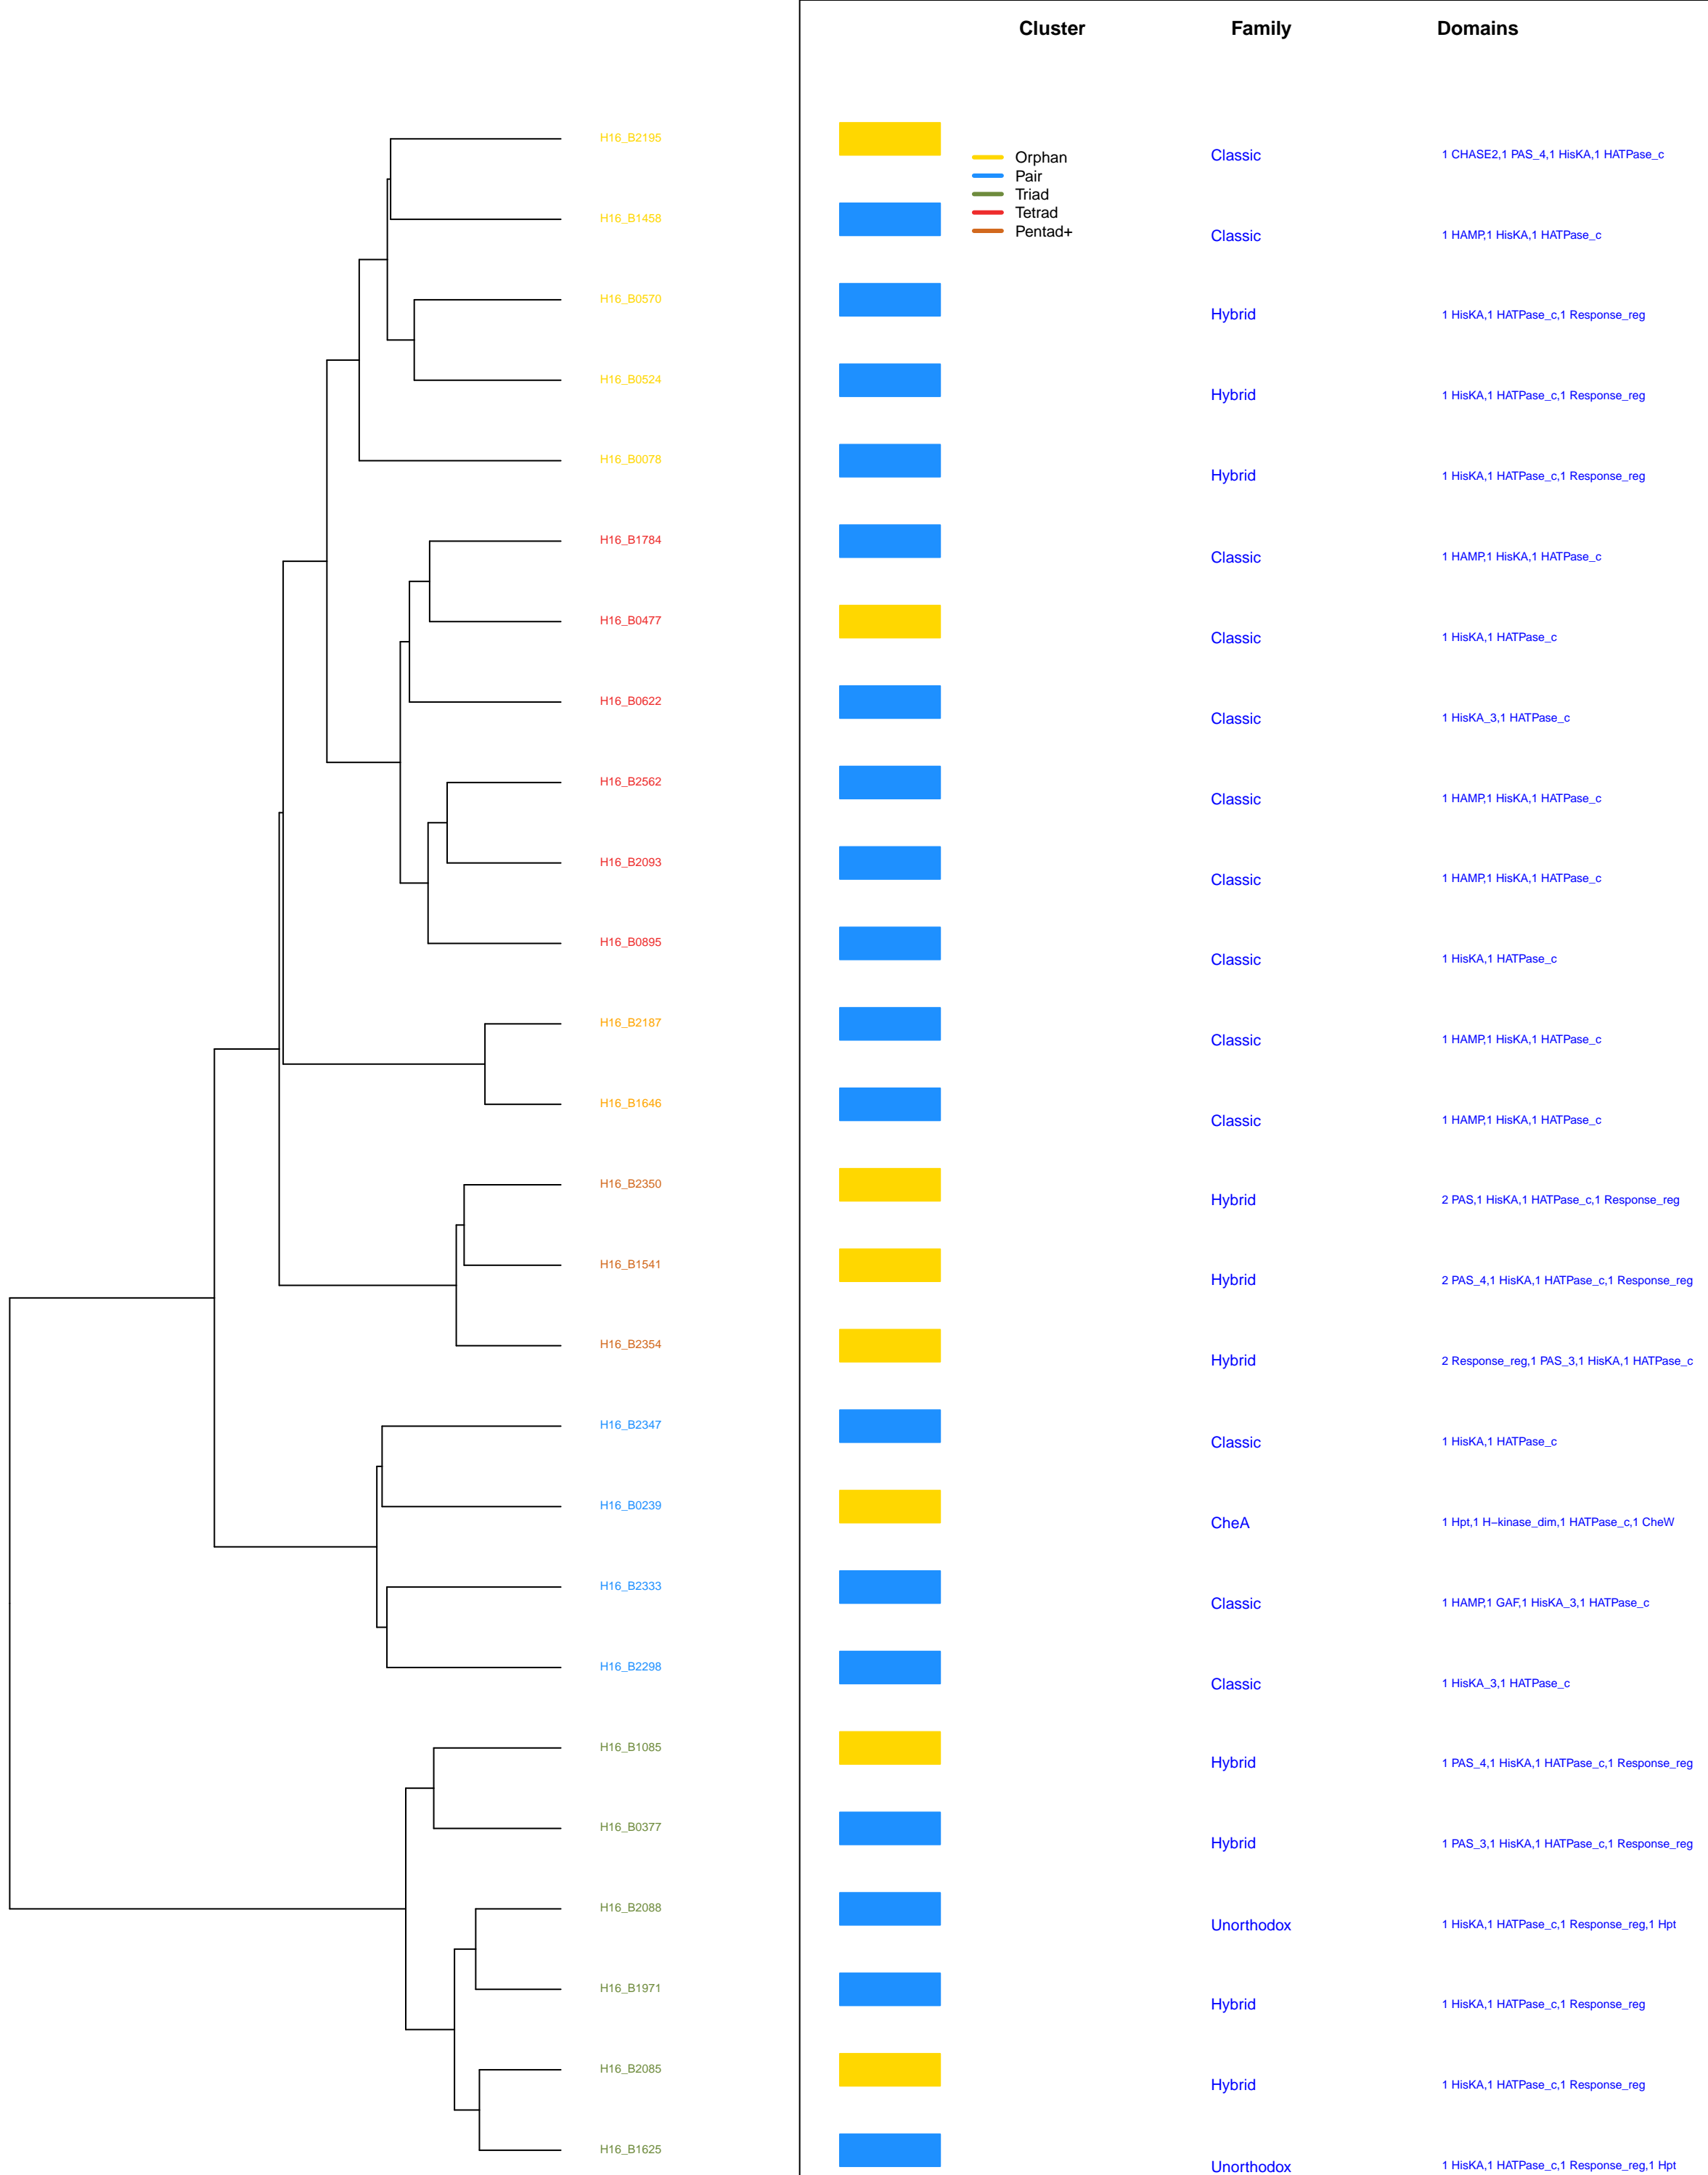 Cluster Family Domains
H16_B2195 Classic 1 CHASE2,1 PAS_4,1 HisKA,1 HATPase_c
Orphan
Pair
Triad
Tetrad
Pentad+
H16_B1458 Classic 1 HAMP,1 HisKA,1 HATPase_c
H16_B0570 Hybrid 1 HisKA,1 HATPase_c,1 Response_reg
H16_B0524 Hybrid 1 HisKA,1 HATPase_c,1 Response_reg
H16_B0078 Hybrid 1 HisKA,1 HATPase_c,1 Response_reg
H16_B1784 Classic 1 HAMP,1 HisKA,1 HATPase_c
H16_B0477 Classic 1 HisKA,1 HATPase_c
H16_B0622 Classic 1 HisKA_3,1 HATPase_c
H16_B2562 Classic 1 HAMP,1 HisKA,1 HATPase_c
H16_B2093 Classic 1 HAMP,1 HisKA,1 HATPase_c
H16_B0895 Classic 1 HisKA,1 HATPase_c
H16_B2187 Classic 1 HAMP,1 HisKA,1 HATPase_c
H16_B1646 Classic 1 HAMP,1 HisKA,1 HATPase_c
H16_B2350 Hybrid 2 PAS,1 HisKA,1 HATPase_c,1 Response_reg
H16_B1541 Hybrid 2 PAS_4,1 HisKA,1 HATPase_c,1 Response_reg
H16_B2354 Hybrid 2 Response_reg,1 PAS_3,1 HisKA,1 HATPase_c
H16_B2347 Classic 1 HisKA,1 HATPase_c
H16_B0239 CheA 1 Hpt,1 H−kinase_dim,1 HATPase_c,1 CheW
H16_B2333 Classic 1 HAMP,1 GAF,1 HisKA_3,1 HATPase_c
H16_B2298 Classic 1 HisKA_3,1 HATPase_c
H16_B1085 Hybrid 1 PAS_4,1 HisKA,1 HATPase_c,1 Response_reg
H16_B0377 Hybrid 1 PAS_3,1 HisKA,1 HATPase_c,1 Response_reg
H16_B2088 Unorthodox 1 HisKA,1 HATPase_c,1 Response_reg,1 Hpt
H16_B1971 Hybrid 1 HisKA,1 HATPase_c,1 Response_reg
H16_B2085 Hybrid 1 HisKA,1 HATPase_c,1 Response_reg
H16_B1625 Unorthodox 1 HisKA,1 HATPase_c,1 Response_reg,1 Hpt